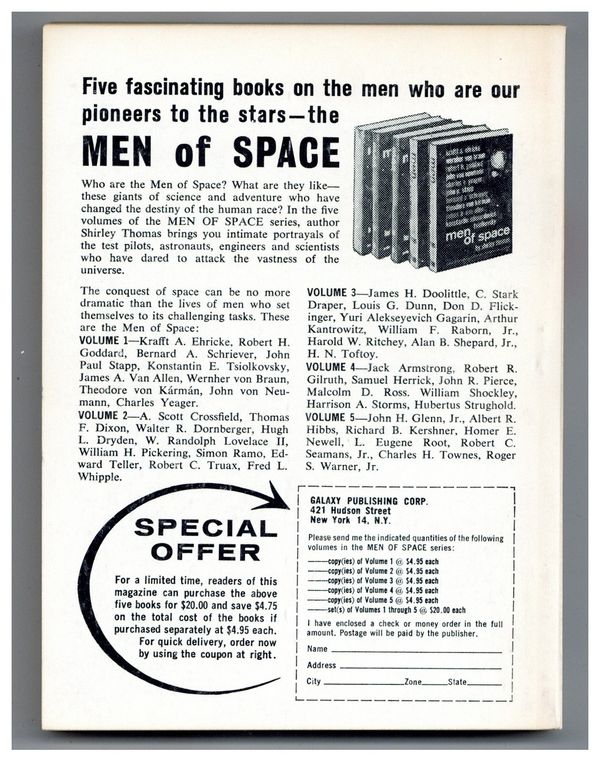 Five fascinating books on the men who are our
pioneers to the stars—the
MEN of SPACE
Who are the Men of Space? What are they like—
these giants of science and adventure who have
changed the destiny of the human race? In the five
volumes of the MEN OF SPACE series, author
Shirley Thomas brings you intimate portrayals of
the test pilots, astronauts, engineers and scientists
who have dared to attack the vastness of the
universe.
men
of space
by shirley thomas
The conquest of space can be no more
dramatic than the lives of men who set
themselves to its challenging tasks. These
are the Men of Space:
VOLUME 1—Krafft A. Ehricke, Robert H.
Goddard, Bernard A. Schriever, John
Paul Stapp, Konstantin E. Tsiolkovsky,
James A. Van Allen, Wernher von Braun,
Theodore von Kármán, John von Neu-
mann, Charles Yeager.
VOLUME 2—A. Scott Crossfield, Thomas
F. Dixon, Walter R. Dornberger, Hugh
L. Dryden, W. Randolph Lovelace II,
William H. Pickering, Simon Ramo, Ed-
ward Teller, Robert C. Truax, Fred L.
Whipple.
VOLUME 3—James H. Doolittle, C. Stark
Draper, Louis G. Dunn, Don D. Flick-
inger, Yuri Alekseyevich Gagarin, Arthur
Kantrowitz, William F. Raborn, Jr.,
Harold W. Ritchey, Alan B. Shepard, Jr.,
H. N. Toftoy.
VOLUME 4—Jack Armstrong, Robert R.
Gilruth, Samuel Herrick, John R. Pierce,
Malcolm D. Ross. William Shockley,
Harrison A. Storms, Hubertus Strughold.
VOLUME 5—John H. Glenn, Jr., Albert R.
Hibbs, Richard B. Kershner, Homer E.
Newell, L. Eugene Root, Robert C.
Seamans, Jr., Charles H. Townes, Roger
S. Warner, Jr.
SPECIAL
OFFER
For a limited time, readers of this
magazine can purchase the above
five books for $20.00 and save $4.75
on the total cost of the books if
purchased separately at $4.95 each.
For quick delivery, order now
by using the coupon at right.
GALAXY PUBLISHING CORP.
421 Hudson Street
New York 14, N.Y.
Please send me the indicated quantities of the following
volumes in the MEN OF SPACE series:
——copy(ies) of Volume 1 @ $4.95 each
——copy(ies) of Volume 2 @ $4.95 each
——copy(ies) of Volume 3 @ $4.95 each
——copy(ies) of Volume 4 @ $4.95 each
——copy(ies) of Volume 5 @ $4.95 each
——set(s) of Volumes 1 through 5 @ $20.00 each
I have enclosed a check or money order in the full
amount. Postage will be paid by the publisher.
Name
Address
City Zone State